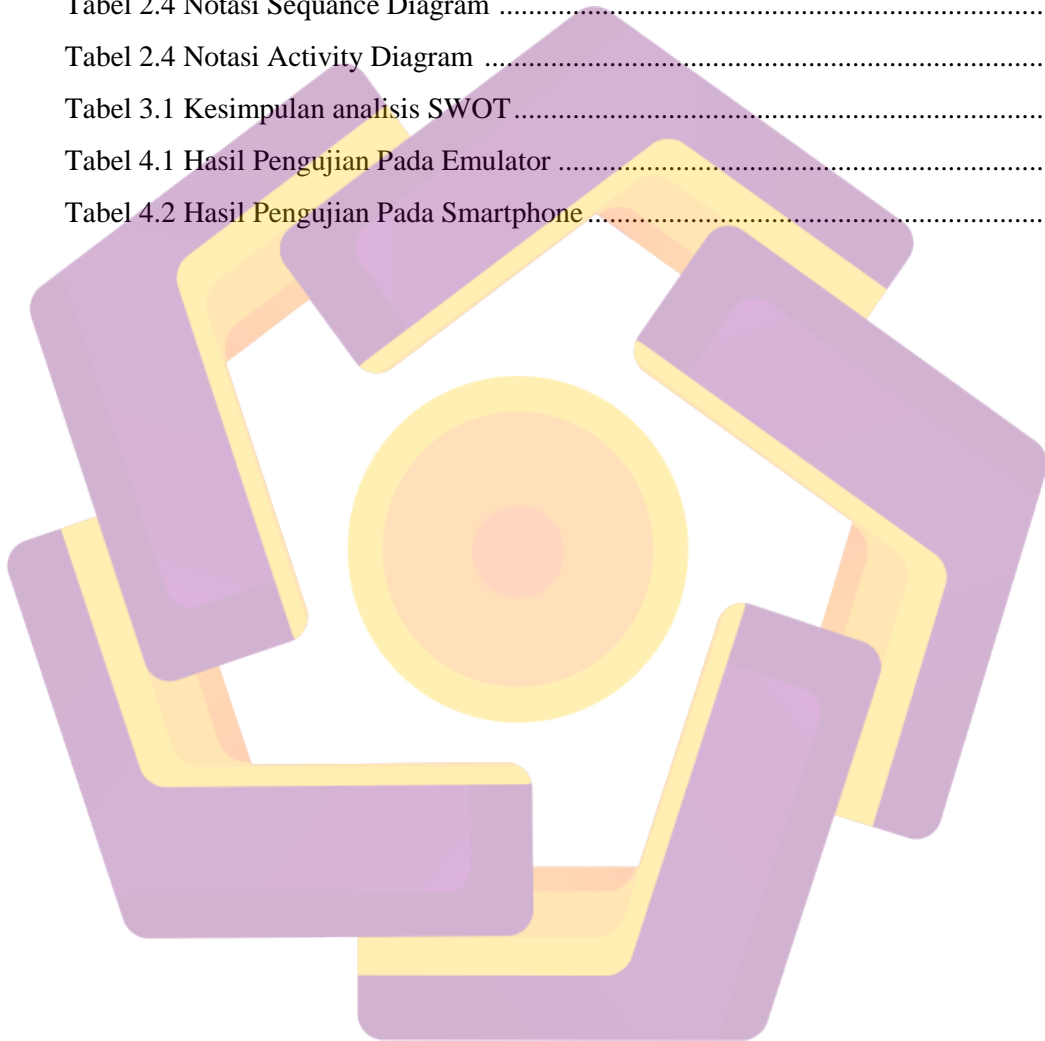 Tabel 2.4 Notasi Sequance Diagram ......................................................................
Tabel 2.4 Notasi Activity Diagram ........................................................................
Tabel 3.1 Kesimpulan analisis SWOT.....................................................................
Tabel 4.1 Hasil Pengujian Pada Emulator ..............................................................
Tabel 4.2 Hasil Pengujian Pada Smartphone ..........................................................